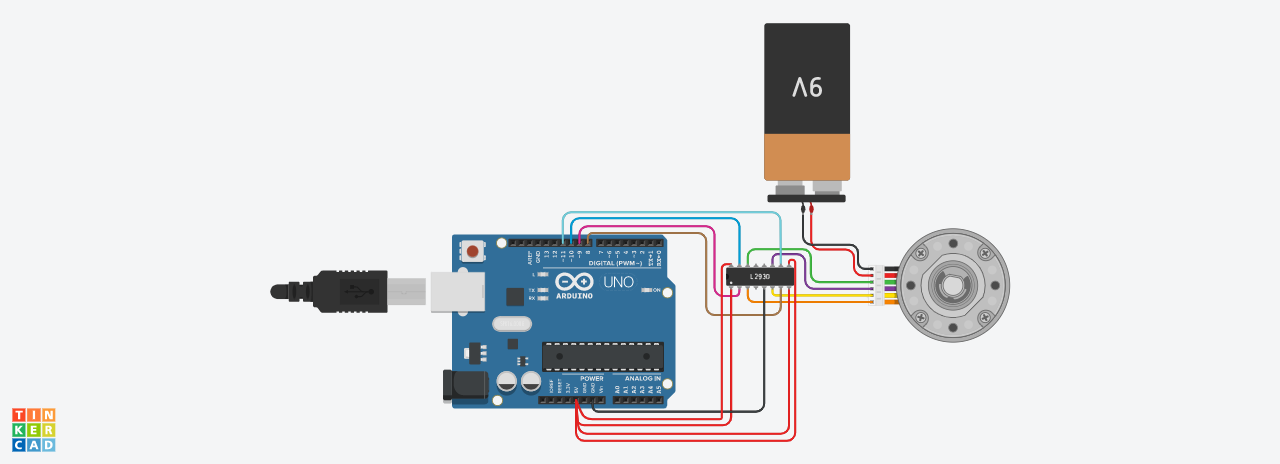 9V
AREF
GND
13
12
~11
~10
~9
8
7
~6
~5
4
~3
2
TX→1
RX←0
DIGITAL (PWM~)
L
TX
RX
ARDUINO
UNO
ON
L293D
POWER
ANALOG IN
IOREF
RESET
3.3V
5V
GND
GND
Vin
A0
A1
A2
A3
A4
A5
TIN
KER
CAD